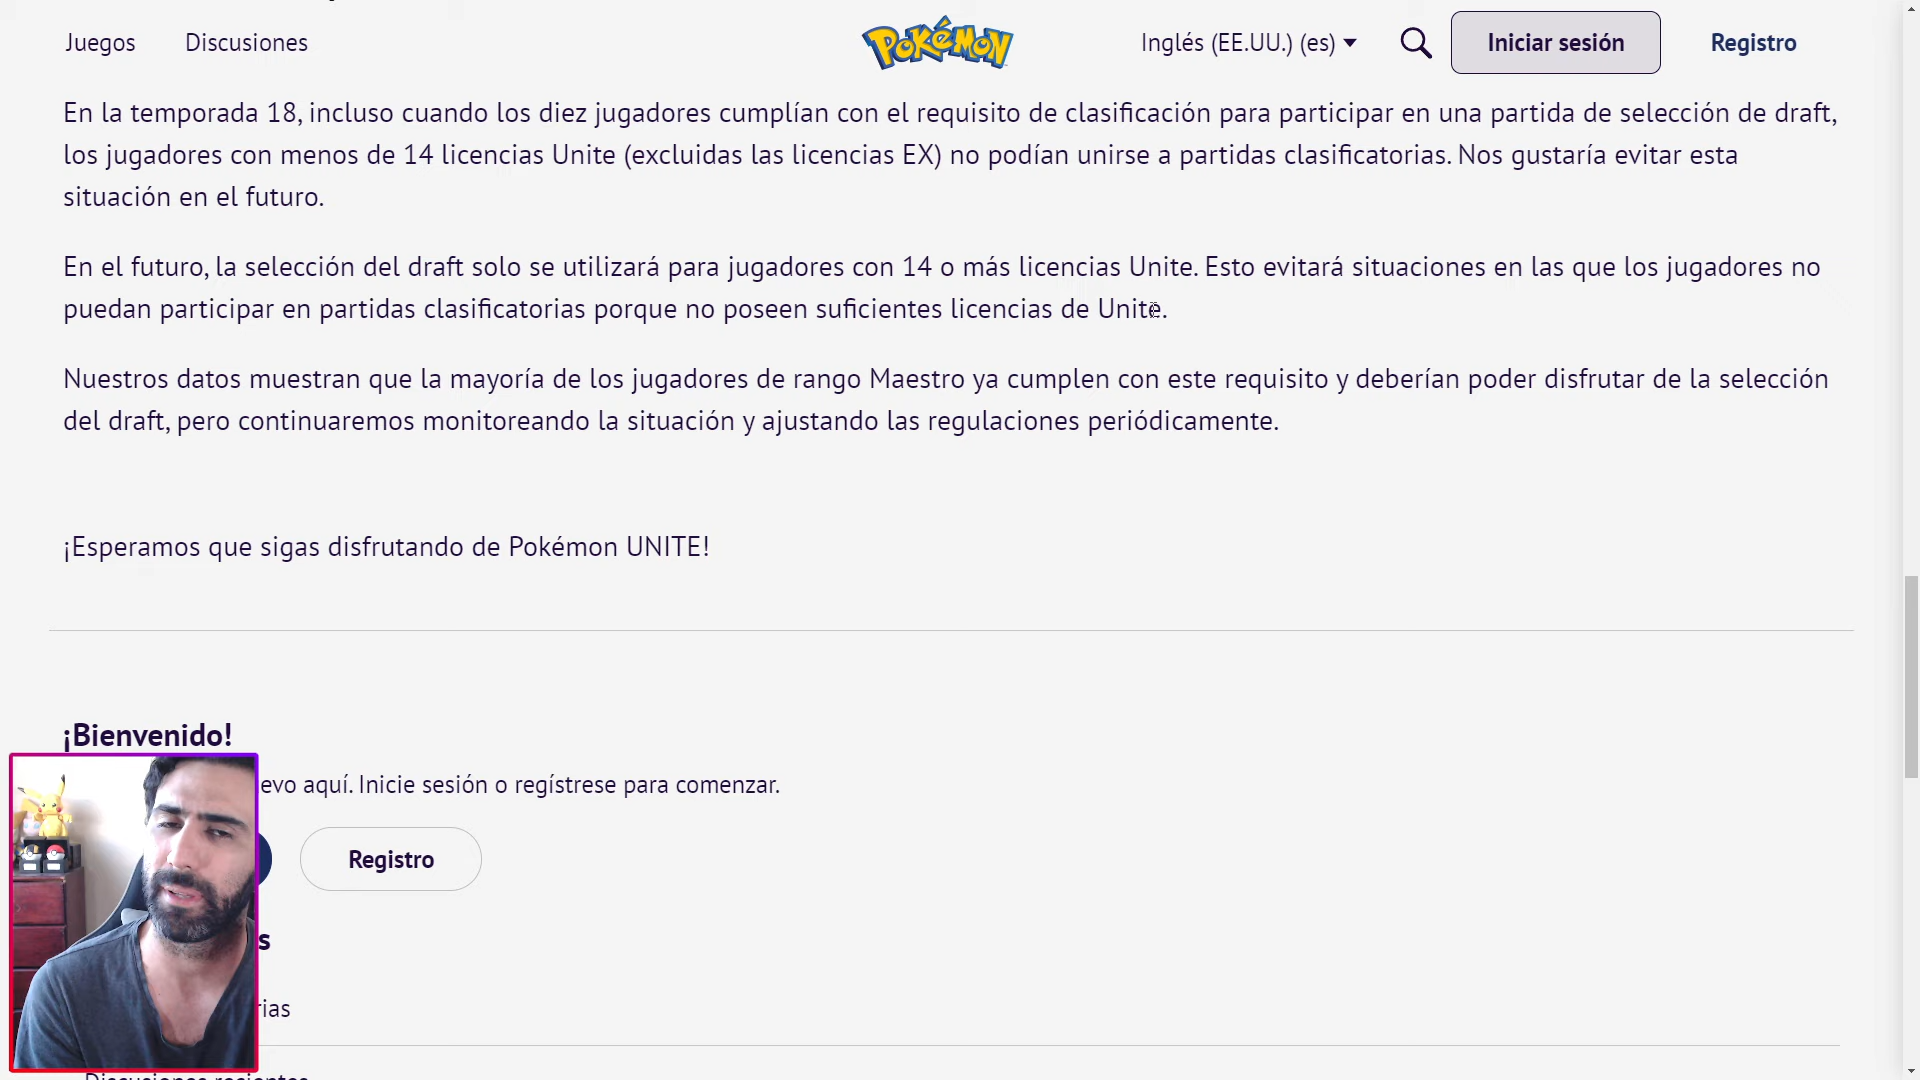 Juegos
Discusiones
Pokémon
Inglés (EE.UU.) (es)
Iniciar sesión
Registro
En la temporada 18, incluso cuando los diez jugadores cumplían con el requisito de clasificación para participar en una partida de selección de draft,
los jugadores con menos de 14 licencias Unite (excluidas las licencias EX) no podían unirse a partidas clasificatorias. Nos gustaría evitar esta
situación en el futuro.
En el futuro, la selección del draft solo se utilizará para jugadores con 14 o más licencias Unite. Esto evitará situaciones en las que los jugadores no
puedan participar en partidas clasificatorias porque no poseen suficientes licencias de Unite.
Nuestros datos muestran que la mayoría de los jugadores de rango Maestro ya cumplen con este requisito y deberían poder disfrutar de la selección
del draft, pero continuaremos monitoreando la situación y ajustando las regulaciones periódicamente.
¡Esperamos que sigas disfrutando de Pokémon UNITE!
¡Bienvenido!
evo aquí. Inicie sesión o regístrese para comenzar.
Registro
s
rias
Discusiones recientes